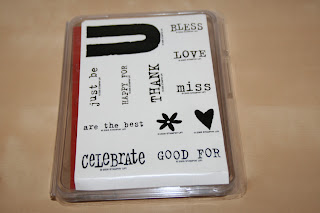 U
BLESS
LOVE
just be
HAPPY FOR
THANK
miss
are the best
CELEBRATE
GOOD FOR